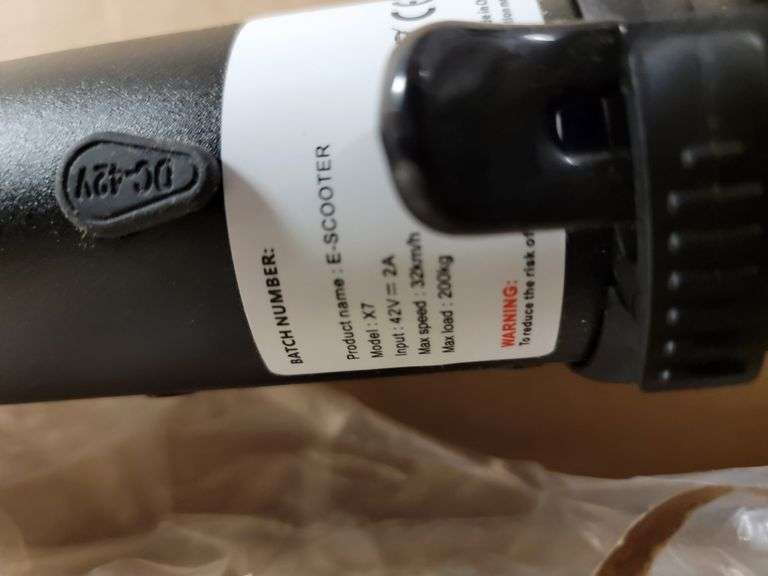 DC-42V
CE
BATCH NUMBER:
Product name : E-SCOOTER
Model : X7
Input : 42V⎓2A
Max speed : 32km/h
Max load : 200kg
WARNING:
To reduce the risk of